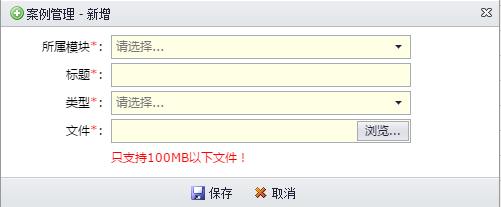 案例管理 - 新增
所属模块*: 请选择...
标题*:
类型*: 请选择...
文件*: 浏览...
只支持100MB以下文件！
保存 取消